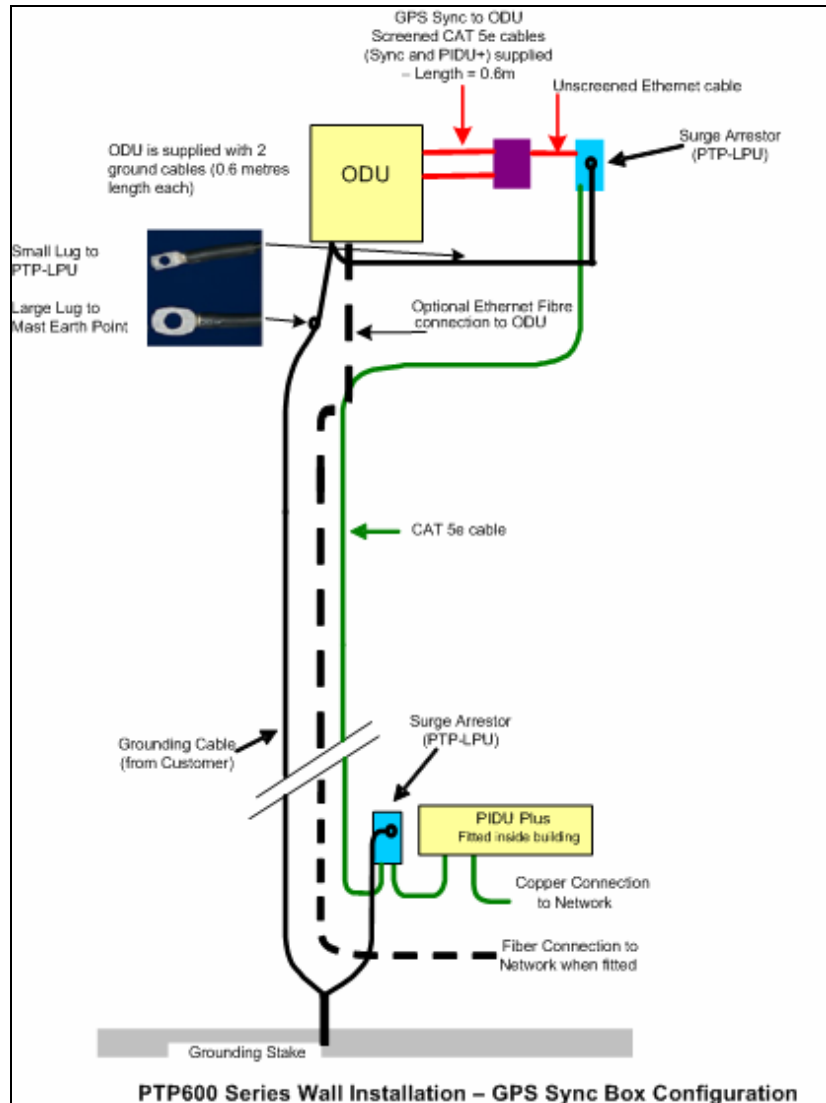 GPS Sync to ODU
Screened CAT 5e cables
(Sync and PIDU+) supplied
– Length = 0.6m
Unscreened Ethernet cable
Surge Arrestor
(PTP-LPU)
ODU is supplied with 2
ground cables (0.6 metres
length each)
ODU
Small Lug to
PTP-LPU
Large Lug to
Mast Earth Point
Optional Ethernet Fibre
connection to ODU
CAT 5e cable
Grounding Cable
(from Customer)
Surge Arrestor
(PTP-LPU)
PIDU Plus
Fitted inside building
Copper Connection
to Network
Fiber Connection to
Network when fitted
Grounding Stake
PTP600 Series Wall Installation – GPS Sync Box Configuration